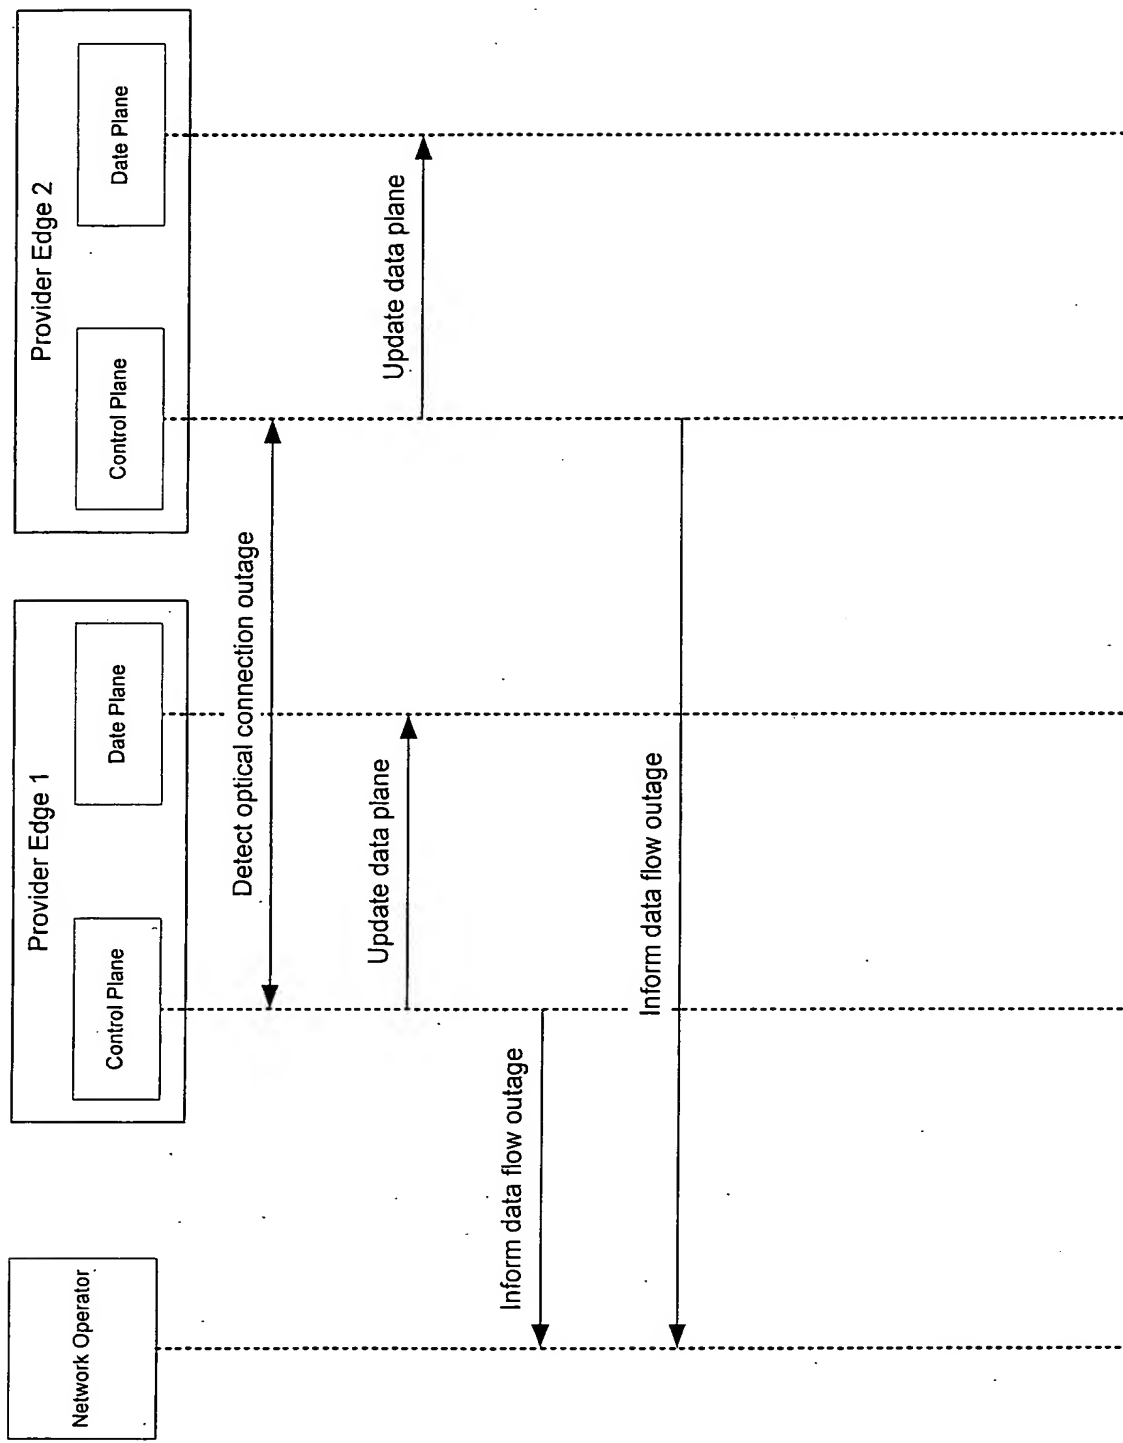 Network Operator
Provider Edge 1
Control Plane
Date Plane
Provider Edge 2
Control Plane
Date Plane
Detect optical connection outage
Update data plane
Update data plane
Inform data flow outage
Inform data flow outage